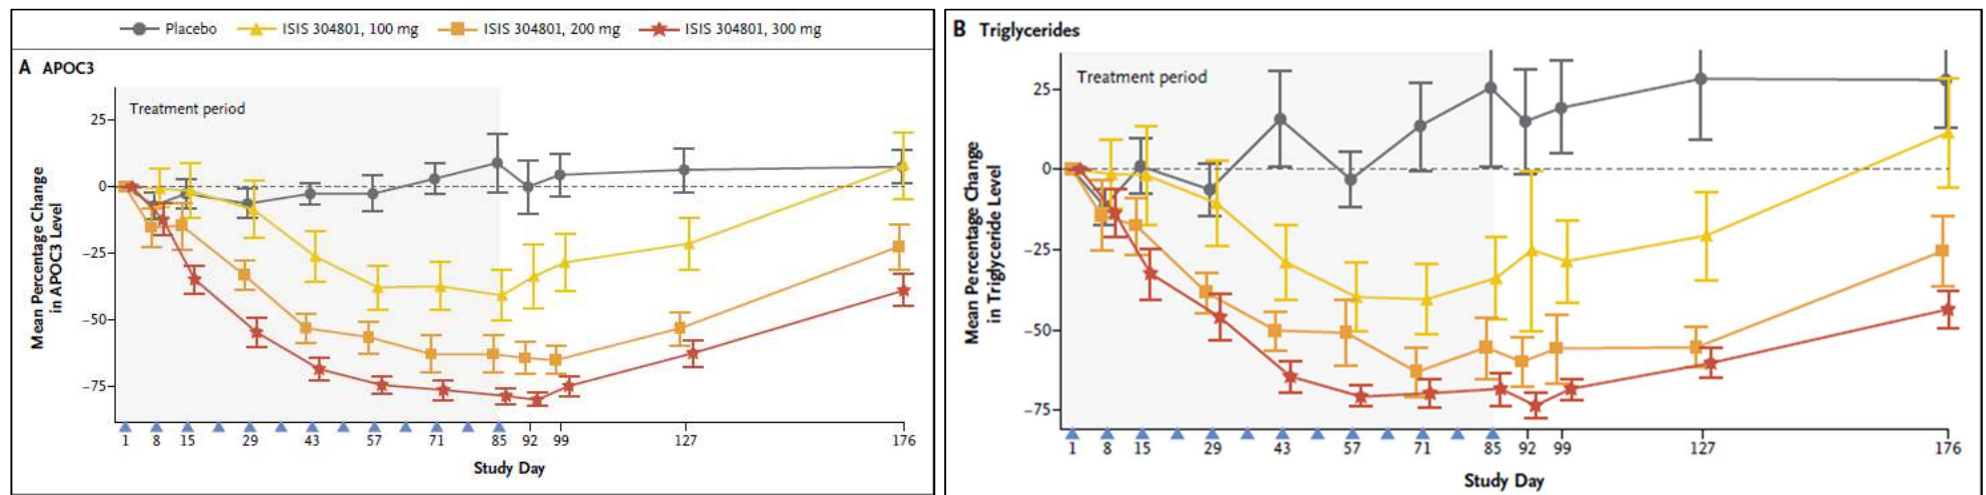 Placebo ISIS 304801, 100 mg ISIS 304801, 200 mg ISIS 304801, 300 mg
A APOC3
Treatment period
25
0
−25
−50
−75
Mean Percentage Change
in APOC3 Level
1 8 15 29 43 57 71 85 92 99 127 176
Study Day
B Triglycerides
Treatment period
25
0
−25
−50
−75
Mean Percentage Change
in Triglyceride Level
1 8 15 29 43 57 71 85 92 99 127 176
Study Day